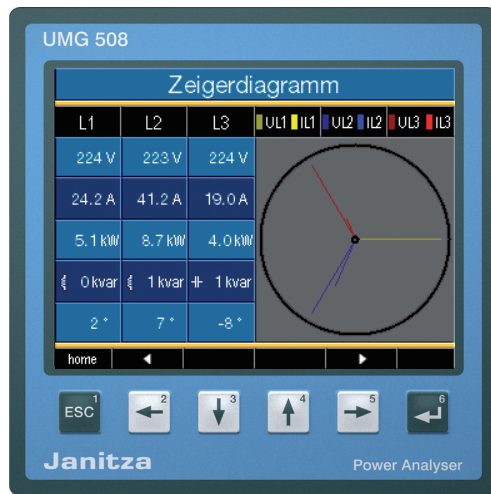 UMG 508
Zeigerdiagramm
L1 L2 L3 UL1 IL1 UL2 IL2 UL3 IL3
224 V 223 V 224 V
24.2 A 41.2 A 19.0 A
5.1 kW 8.7 kW 4.0 kW
0 kvar 1 kvar 1 kvar
2 ° 7 ° -8 °
home
ESC 1 2 3 4 5 6
Janitza Power Analyser